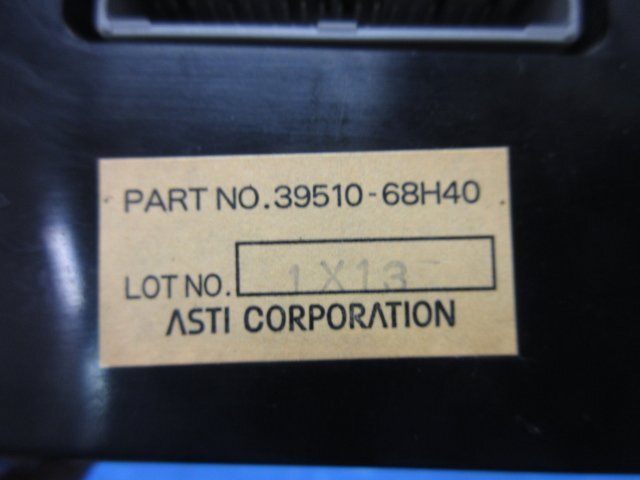 PART NO.39510-68H40
LOT NO. 1X13
ASTI CORPORATION